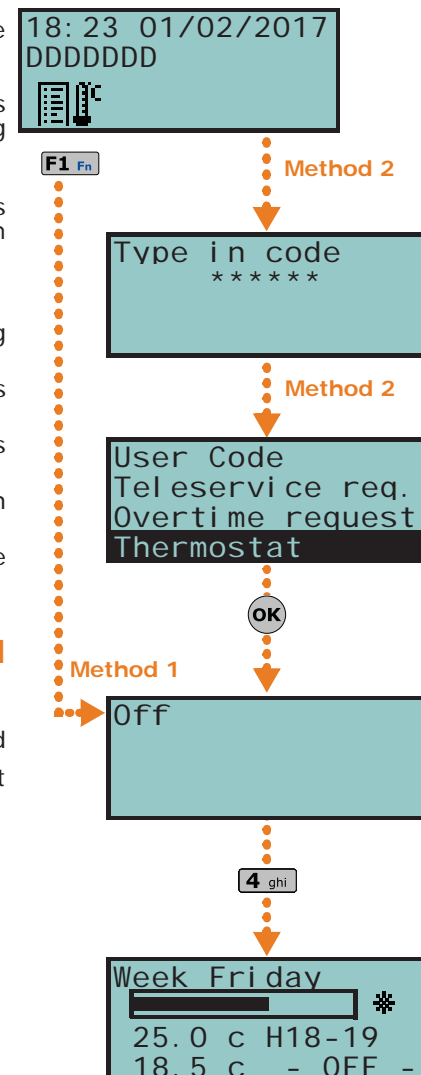 18:23 01/02/2017
DDDDDDD
F1 Fn
Method 2
Type in code
******
Method 2
User Code
Teleservice req.
Overtime request
Thermostat
OK
Method 1
Off
4 ghi
Week Friday
25.0 c H18-19
18.5 c - OFF -